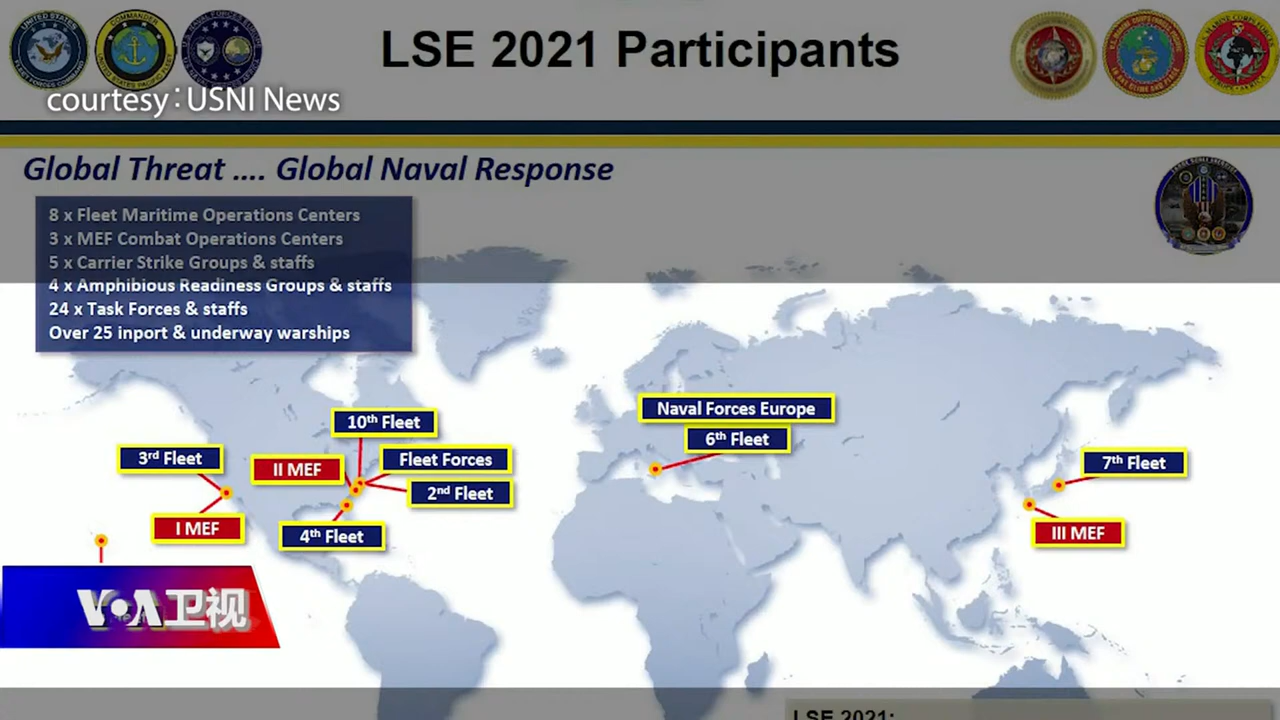 LSE 2021 Participants
courtesy:USNI News
Global Threat .... Global Naval Response
8 x Fleet Maritime Operations Centers
3 x MEF Combat Operations Centers
5 x Carrier Strike Groups & staffs
4 x Amphibious Readiness Groups & staffs
24 x Task Forces & staffs
Over 25 inport & underway warships
Naval Forces Europe
10th Fleet
6th Fleet
3rd Fleet
II MEF
Fleet Forces
7th Fleet
2nd Fleet
I MEF
4th Fleet
III MEF
VOA卫视
LSE 2021: